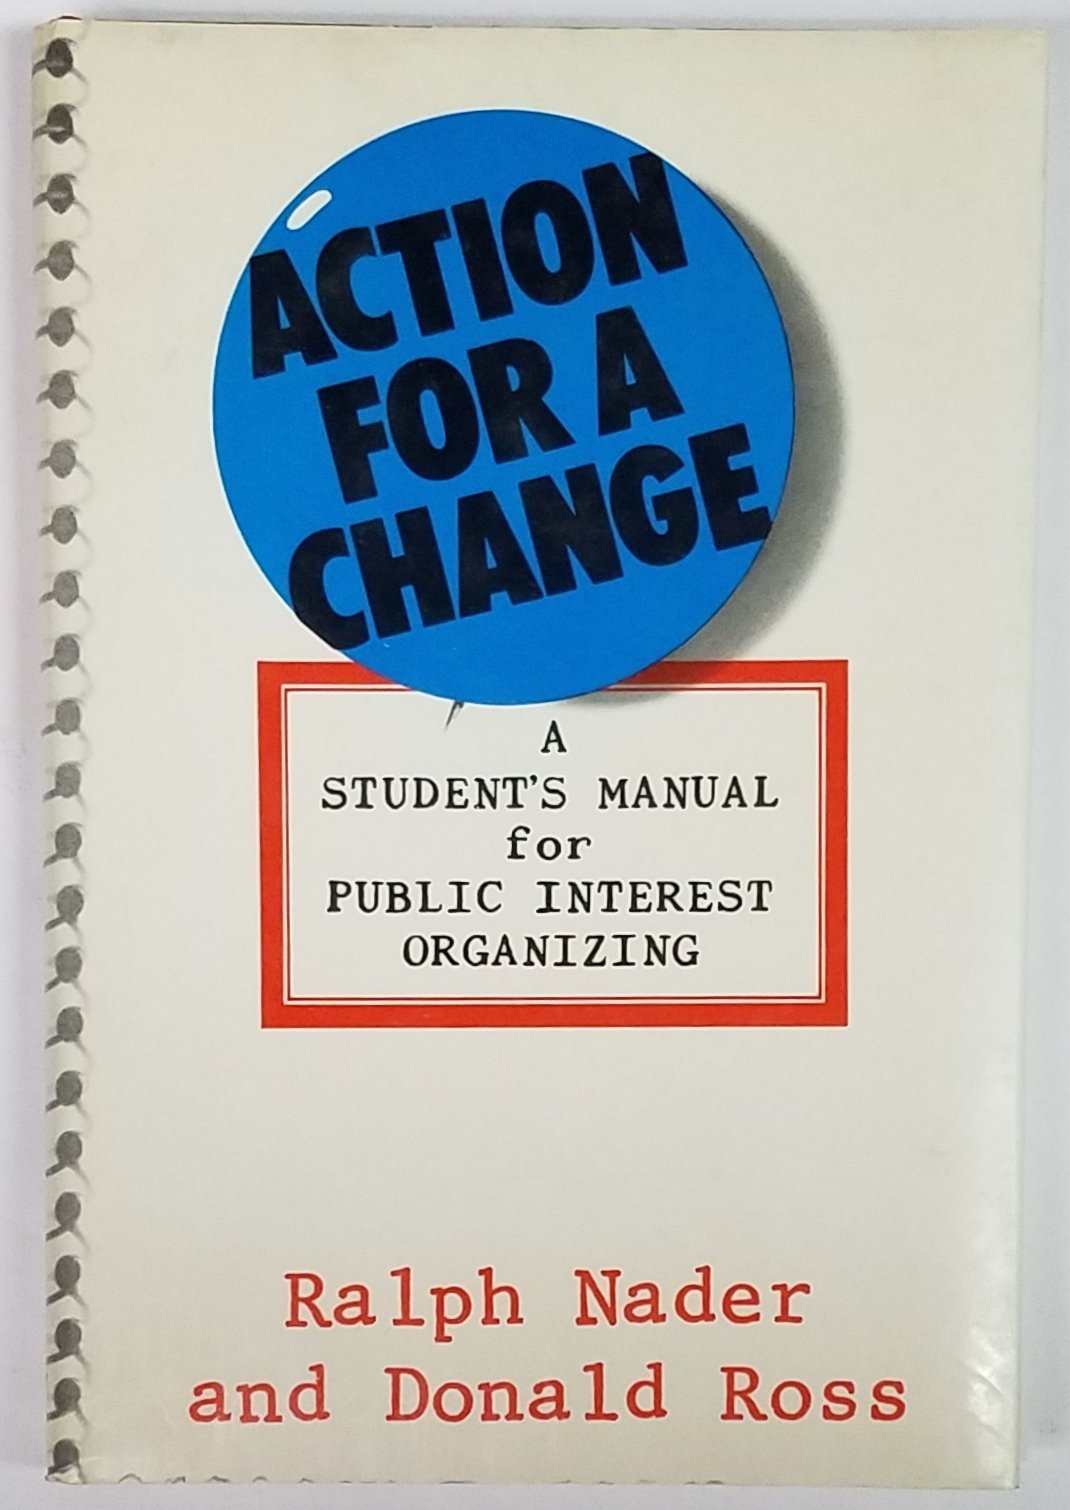 ACTION
FOR A
CHANGE
A
STUDENT'S MANUAL
for
PUBLIC INTEREST
ORGANIZING
Ralph Nader
and Donald Ross